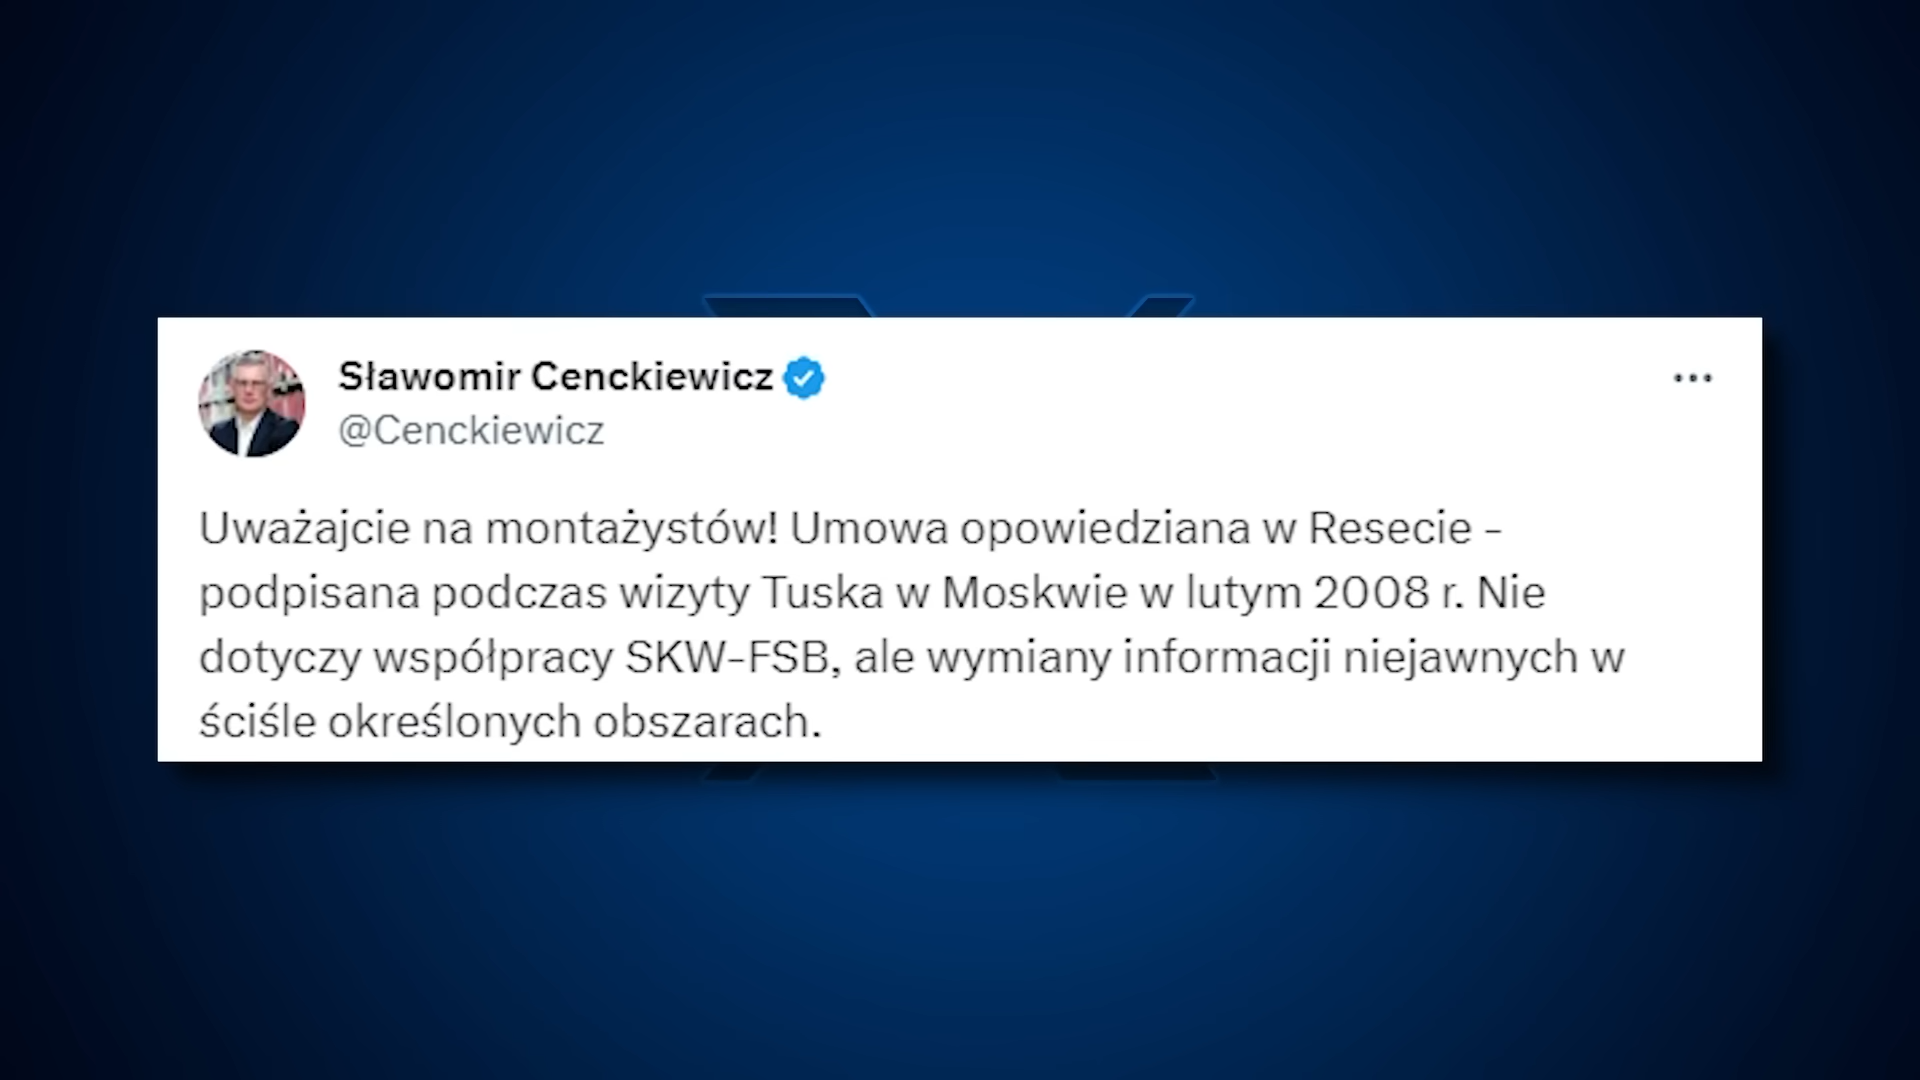 Sławomir Cenckiewicz
@Cenckiewicz
Uważajcie na montażystów! Umowa opowiedziana w Resecie -
podpisana podczas wizyty Tuska w Moskwie w lutym 2008 r. Nie
dotyczy współpracy SKW-FSB, ale wymiany informacji niejawnych w
ściśle określonych obszarach.